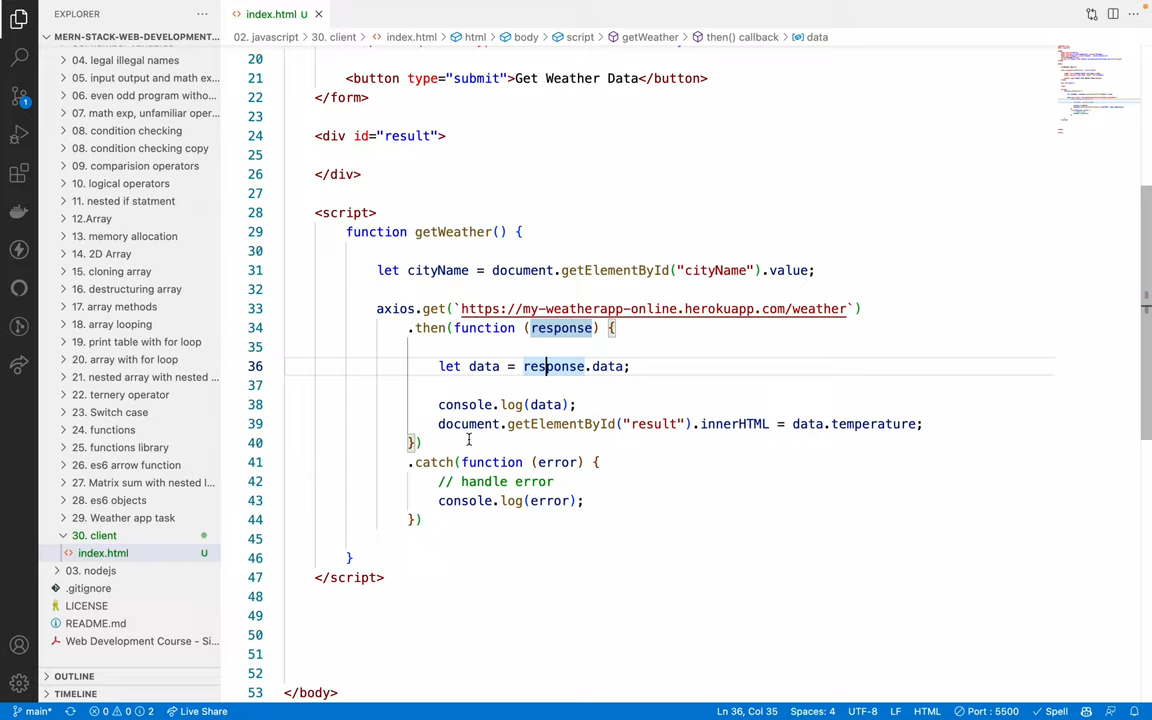 EXPLORER
index.html U
MERN-STACK-WEB-DEVELOPMENT...
02. javascript > 30. client > index.html > html > body > script > getWeather > then() callback > data
04. legal illegal names
05. input output and math ex...
06. even odd program witho...
07. math exp, unfamiliar oper...
08. condition checking
08. condition checking copy
09. comparision operators
10. logical operators
11. nested if statment
12.Array
13. memory allocation
14. 2D Array
15. cloning array
16. destructuring array
17. array methods
18. array looping
19. print table with for loop
20. array with for loop
21. nested array with nested ...
22. ternery operator
23. Switch case
24. functions
25. functions library
26. es6 arrow function
27. Matrix sum with nested l...
28. es6 objects
29. Weather app task
30. client
index.html U
03. nodejs
.gitignore
LICENSE
README.md
Web Development Course - Si...
OUTLINE
TIMELINE
20
21 <button type="submit">Get Weather Data</button>
22 </form>
23
24 <div id="result">
25
26 </div>
27
28 <script>
29 function getWeather() {
30
31 let cityName = document.getElementById("cityName").value;
32
33 axios.get(`https://my-weatherapp-online.herokuapp.com/weather`)
34 .then(function (response) {
35
36 let data = response.data;
37
38 console.log(data);
39 document.getElementById("result").innerHTML = data.temperature;
40 })
41 .catch(function (error) {
42 // handle error
43 console.log(error);
44 })
45
46 }
47 </script>
48
49
50
51
52
53 </body>
1
main* 0 0 2 Live Share Ln 36, Col 35 Spaces: 4 UTF-8 LF HTML Port : 5500 Spell